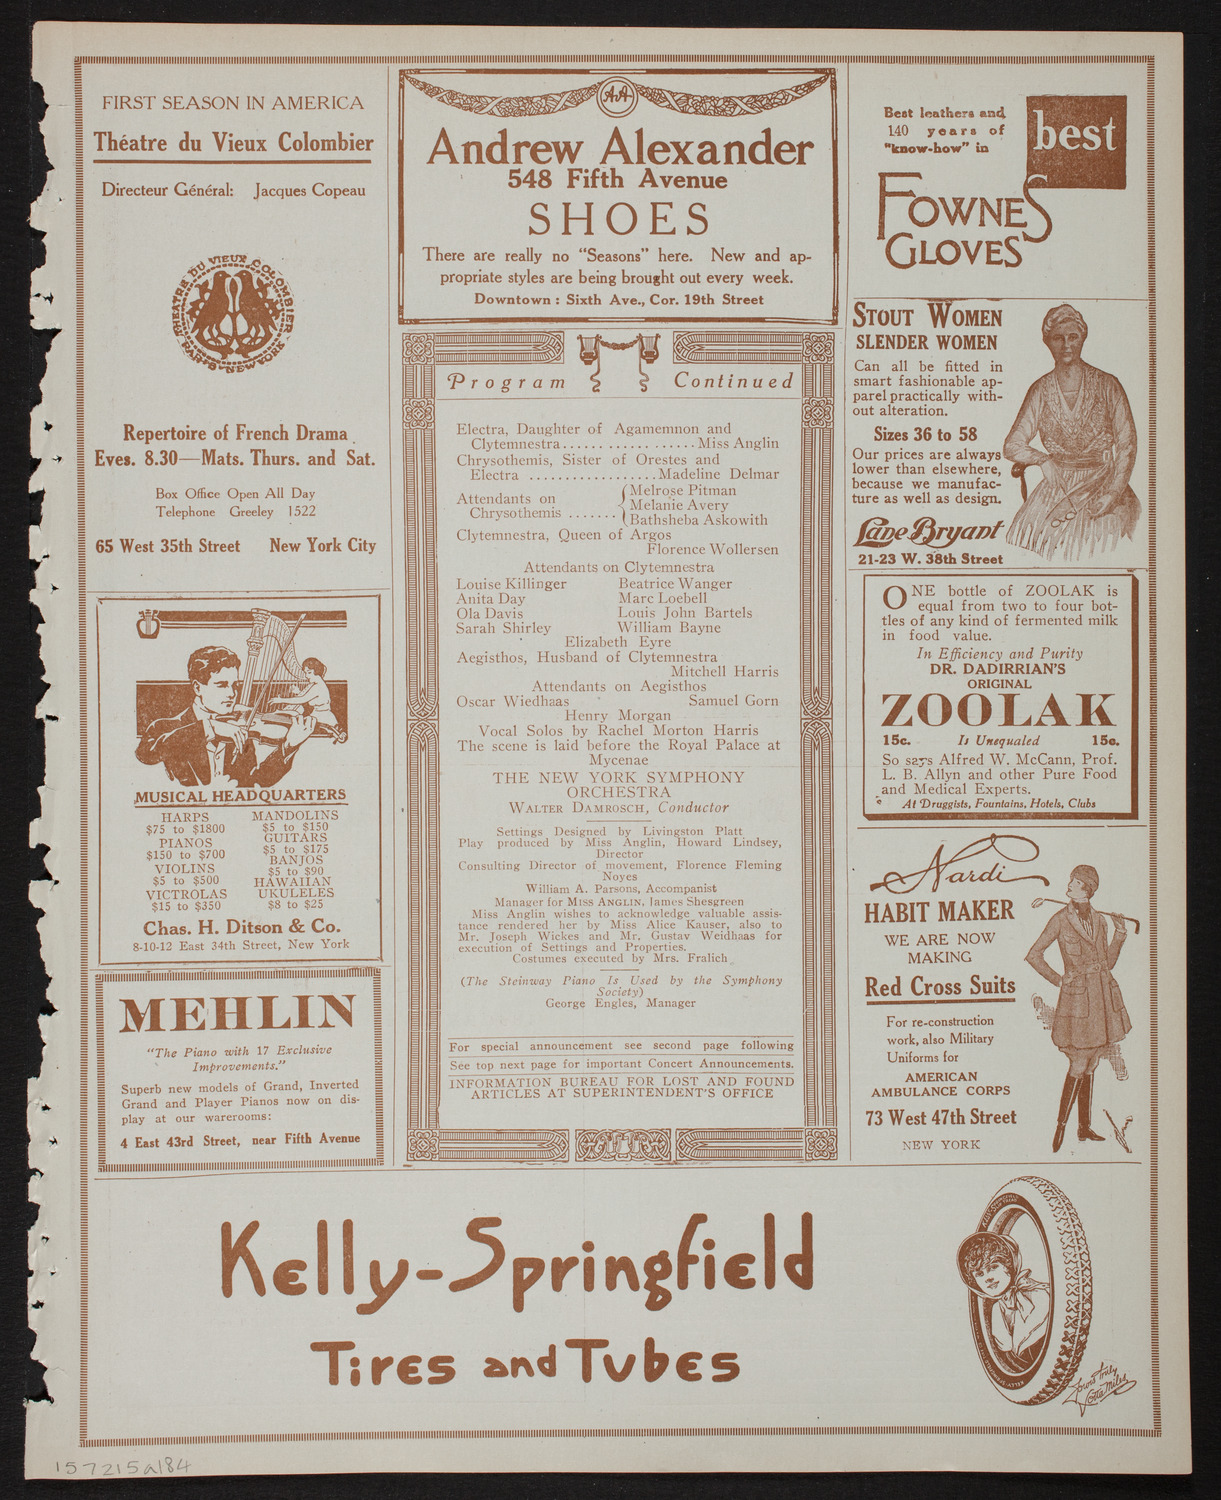 FIRST SEASON IN AMERICA
Théatre du Vieux Colombier
Directeur Général: Jacques Copeau
THEATRE DU VIEUX COLOMBIER
PARIS NEW YORK
Repertoire of French Drama
Eves. 8.30—Mats. Thurs. and Sat.
Box Office Open All Day
Telephone Greeley 1522
65 West 35th Street New York City
MUSICAL HEADQUARTERS
HARPS
$75 to $1800
PIANOS
$150 to $700
VIOLINS
$5 to $500
VICTROLAS
$15 to $350
MANDOLINS
$5 to $150
GUITARS
$5 to $175
BANJOS
$5 to $90
HAWAIIAN
UKULELES
$8 to $25
Chas. H. Ditson & Co.
8-10-12 East 34th Street, New York
MEHLIN
"The Piano with 17 Exclusive
Improvements."
Superb new models of Grand, Inverted
Grand and Player Pianos now on dis-
play at our warerooms:
4 East 43rd Street, near Fifth Avenue
AA
Andrew Alexander
548 Fifth Avenue
SHOES
There are really no "Seasons" here. New and ap-
propriate styles are being brought out every week.
Downtown: Sixth Ave., Cor. 19th Street
Program Continued
Electra, Daughter of Agamemnon and
Clytemnestra...................Miss Anglin
Chrysothemis, Sister of Orestes and
Electra ..................Madeline Delmar
Attendants on
Chrysothemis .......
Melrose Pitman
Melanie Avery
Bathsheba Askowith
Clytemnestra, Queen of Argos
Florence Wollersen
Attendants on Clytemnestra
Louise Killinger Beatrice Wanger
Anita Day Marc Loebell
Ola Davis Louis John Bartels
Sarah Shirley William Bayne
Elizabeth Eyre
Aegisthos, Husband of Clytemnestra
Mitchell Harris
Attendants on Aegisthos
Oscar Wiedhaas Samuel Gorn
Henry Morgan
Vocal Solos by Rachel Morton Harris
The scene is laid before the Royal Palace at
Mycenae
THE NEW YORK SYMPHONY
ORCHESTRA
WALTER DAMROSCH, Conductor
Settings Designed by Livingston Platt
Play produced by Miss Anglin, Howard Lindsey,
Director
Consulting Director of movement, Florence Fleming
Noyes
William A. Parsons, Accompanist
Manager for MISS ANGLIN, James Shesgreen
Miss Anglin wishes to acknowledge valuable assis-
tance rendered her by Miss Alice Kauser, also to
Mr. Joseph Wickes and Mr. Gustav Weidhaas for
execution of Settings and Properties.
Costumes executed by Mrs. Fralich
(The Steinway Piano Is Used by the Symphony
Society)
George Engles, Manager
For special announcement see second page following
See top next page for important Concert Announcements.
INFORMATION BUREAU FOR LOST AND FOUND
ARTICLES AT SUPERINTENDENT'S OFFICE
Best leathers and
140 years of
"know-how" in
best
FOWNES
GLOVES
STOUT WOMEN
SLENDER WOMEN
Can all be fitted in
smart fashionable ap-
parel practically with-
out alteration.
Sizes 36 to 58
Our prices are always
lower than elsewhere,
because we manufac-
ture as well as design.
Lane Bryant
21-23 W. 38th Street
ONE bottle of ZOOLAK is
equal from two to four bot-
tles of any kind of fermented milk
in food value.
In Efficiency and Purity
DR. DADIRRIAN'S
ORIGINAL
ZOOLAK
15c. Is Unequaled 15c.
So says Alfred W. McCann, Prof.
L. B. Allyn and other Pure Food
and Medical Experts.
At Druggists, Fountains, Hotels, Clubs
Nardi
HABIT MAKER
WE ARE NOW
MAKING
Red Cross Suits
For re-construction
work, also Military
Uniforms for
AMERICAN
AMBULANCE CORPS
73 West 47th Street
NEW YORK
Kelly-Springfield
Tires and Tubes
Yours truly
Lotta Miles
157215a184